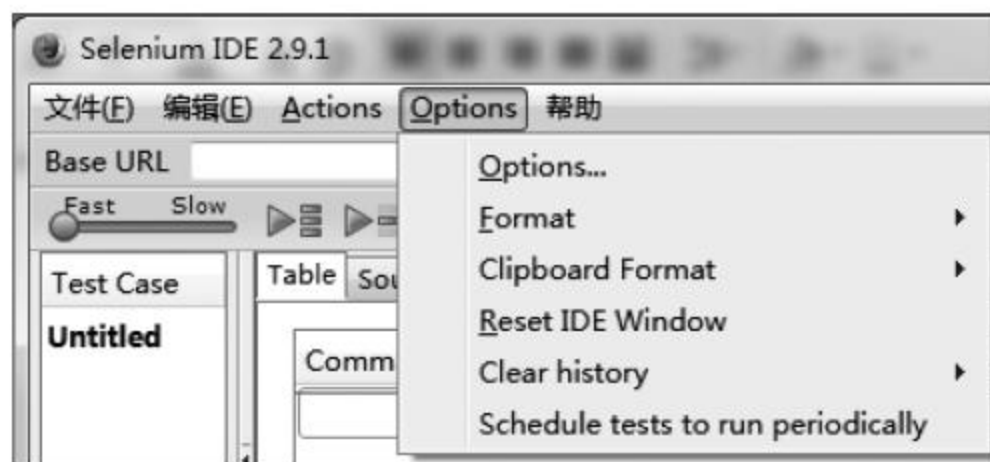 Selenium IDE 2.9.1
文件(F) 编辑(E) Actions Options 帮助
Base URL
Options...
Fast Slow
Format
Test Case
Table
Clipboard Format
Untitled
Reset IDE Window
Comm
Clear history
Schedule tests to run periodically